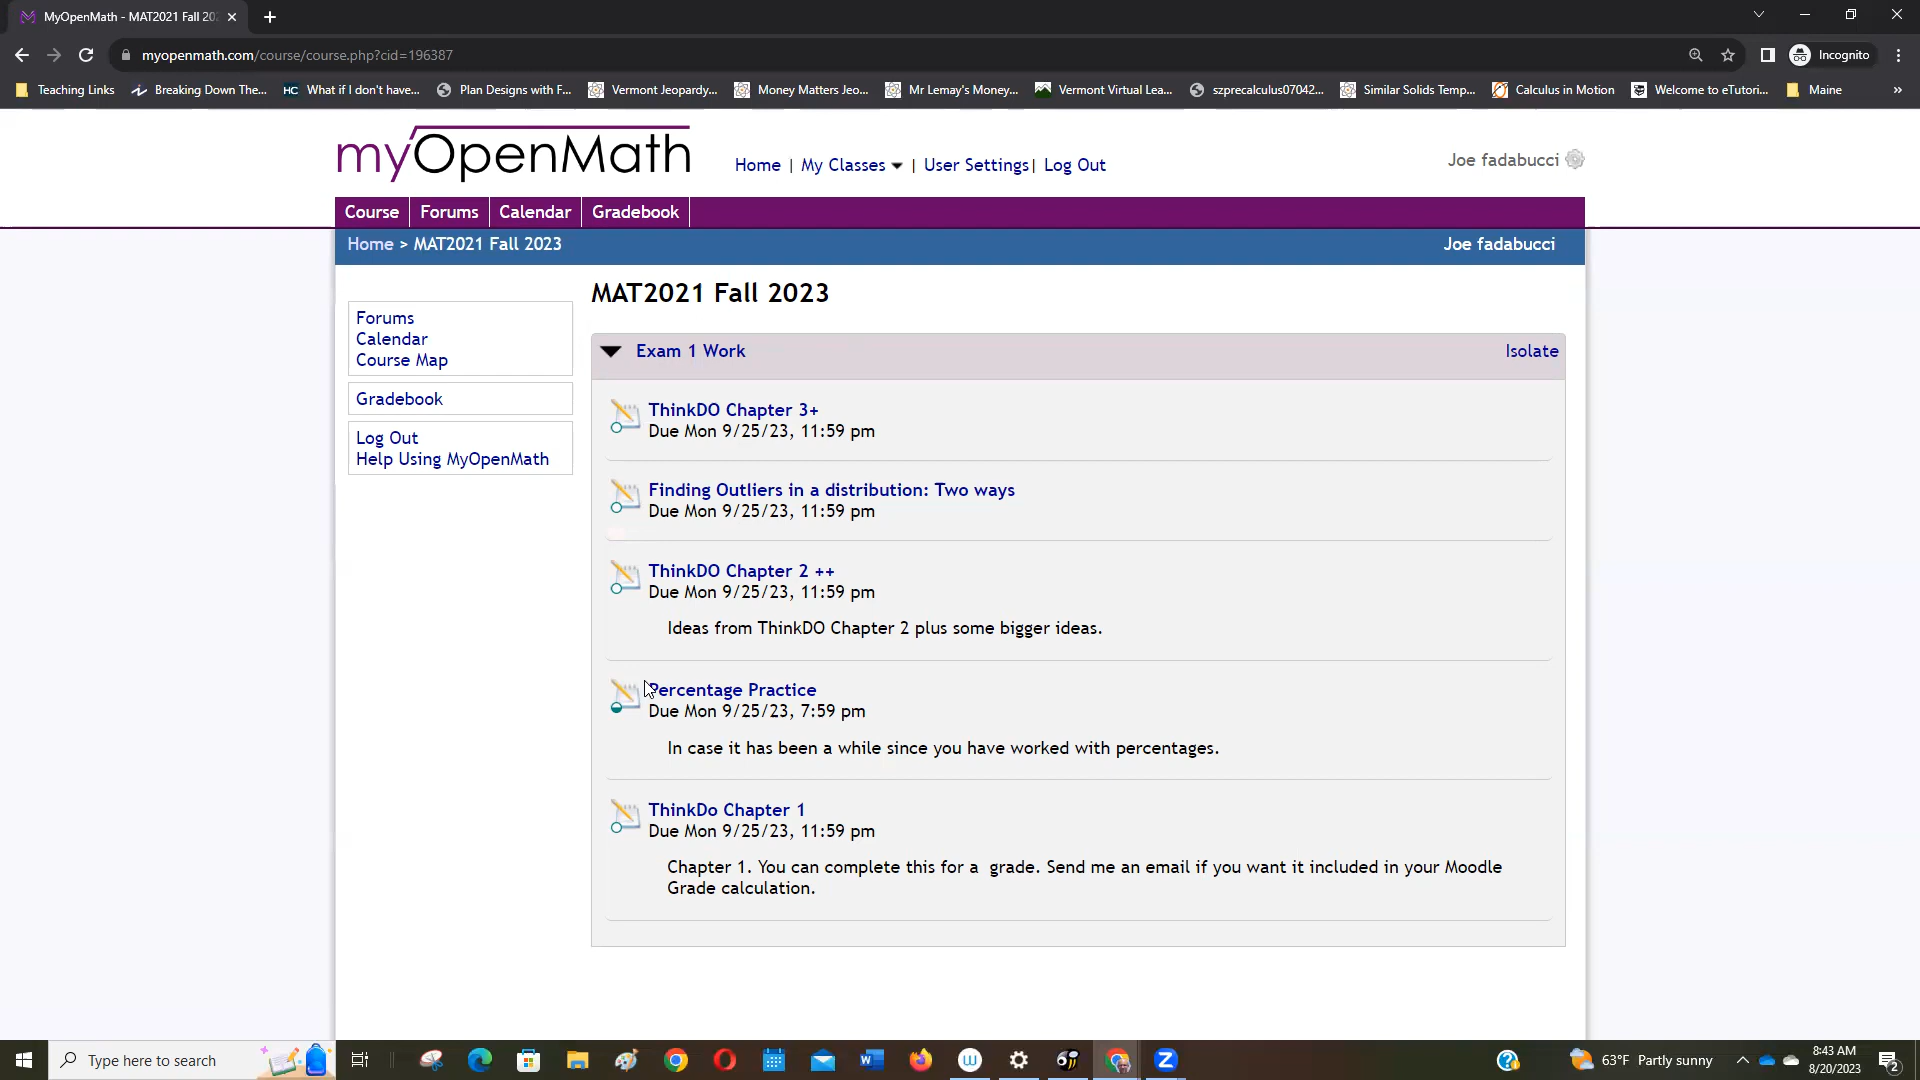 MyOpenMath - MAT2021 Fall 20
myopenmath.com/course/course.php?cid=196387
Incognito
Teaching Links
Breaking Down The...
HC What if I don't have...
Plan Designs with F...
Vermont Jeopardy...
Money Matters Jeo...
Mr Lemay's Money...
Vermont Virtual Lea...
szprecalculus07042...
Similar Solids Temp...
Calculus in Motion
Welcome to eTutori...
Maine
»
myOpenMath
Home | My Classes | User Settings| Log Out
Joe fadabucci
Course
Forums
Calendar
Gradebook
Home > MAT2021 Fall 2023
Joe fadabucci
Forums
Calendar
Course Map
Gradebook
Log Out
Help Using MyOpenMath
MAT2021 Fall 2023
Exam 1 Work
Isolate
ThinkDO Chapter 3+
Due Mon 9/25/23, 11:59 pm
Finding Outliers in a distribution: Two ways
Due Mon 9/25/23, 11:59 pm
ThinkDO Chapter 2 ++
Due Mon 9/25/23, 11:59 pm
Ideas from ThinkDO Chapter 2 plus some bigger ideas.
Percentage Practice
Due Mon 9/25/23, 7:59 pm
In case it has been a while since you have worked with percentages.
ThinkDo Chapter 1
Due Mon 9/25/23, 11:59 pm
Chapter 1. You can complete this for a grade. Send me an email if you want it included in your Moodle
Grade calculation.
Type here to search
63°F Partly sunny
8:43 AM
8/20/2023
2